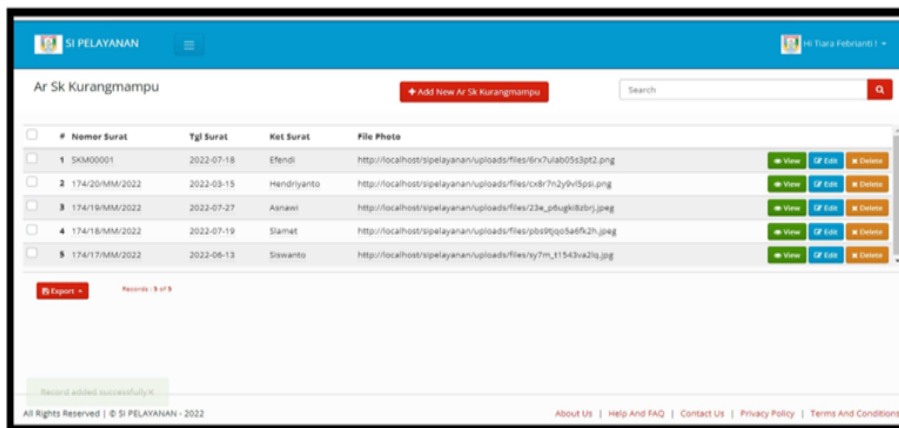 SI PELAYANAN
Hi Tiara Febrianti !
Ar Sk Kurangmampu
+ Add New Ar Sk Kurangmampu
Search
# Nomor Surat Tgl Surat Ket Surat File Photo
1 SKM00001 2022-07-18 Efendi http://localhost/sipelayanan/uploads/files/6rx7ulab05s3pt2.png View Edit Delete
2 174/20/MM/2022 2022-03-15 Hendriyanto http://localhost/sipelayanan/uploads/files/cx8r7n2y9vl5psi.png View Edit Delete
3 174/19/MM/2022 2022-07-27 Asnawi http://localhost/sipelayanan/uploads/files/23e_p6ugki8zbrj.jpeg View Edit Delete
4 174/18/MM/2022 2022-07-19 Slamet http://localhost/sipelayanan/uploads/files/pbs9tjqo5a6fk2h.jpeg View Edit Delete
5 174/17/MM/2022 2022-06-13 Siswanto http://localhost/sipelayanan/uploads/files/sy7m_t1543va2lq.jpg View Edit Delete
Export Records : 5 of 5
Record added successfully
All Rights Reserved | © SI PELAYANAN - 2022 About Us | Help And FAQ | Contact Us | Privacy Policy | Terms And Conditions